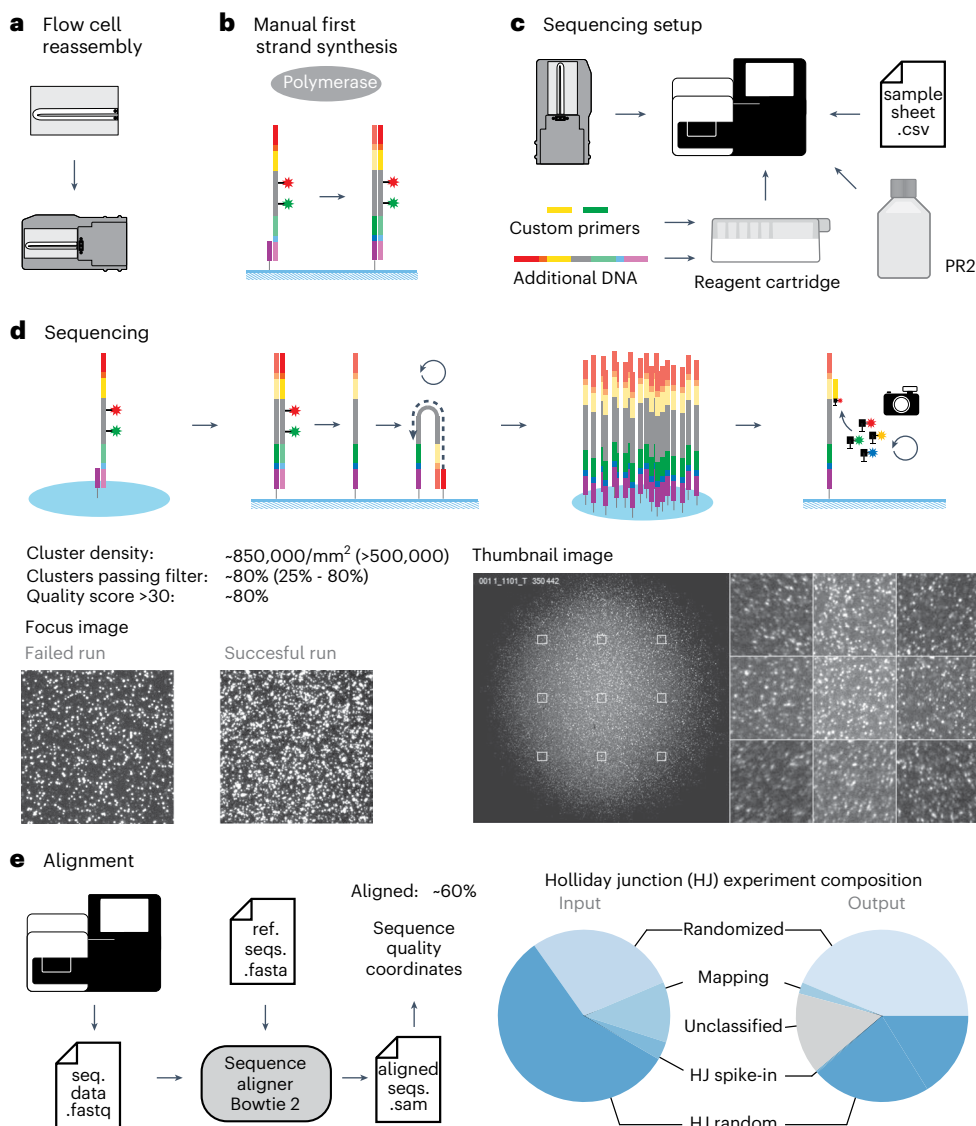 a Flow cell
reassembly
b Manual first
strand synthesis
Polymerase
c Sequencing setup
sample
sheet
.csv
Custom primers
Additional DNA
Reagent cartridge
PR2
d Sequencing
Cluster density: ~850,000/mm² (>500,000)
Clusters passing filter: ~80% (25% - 80%)
Quality score >30: ~80%
Focus image
Failed run
Succesful run
Thumbnail image
001 1_1101_T 350 442
e Alignment
ref.
seqs.
.fasta
Aligned: ~60%
Sequence
quality
coordinates
seq.
data
.fastq
Sequence
aligner
Bowtie 2
aligned
seqs.
.sam
Holliday junction (HJ) experiment composition
Input
Output
Randomized
Mapping
Unclassified
HJ spike-in
HJ random